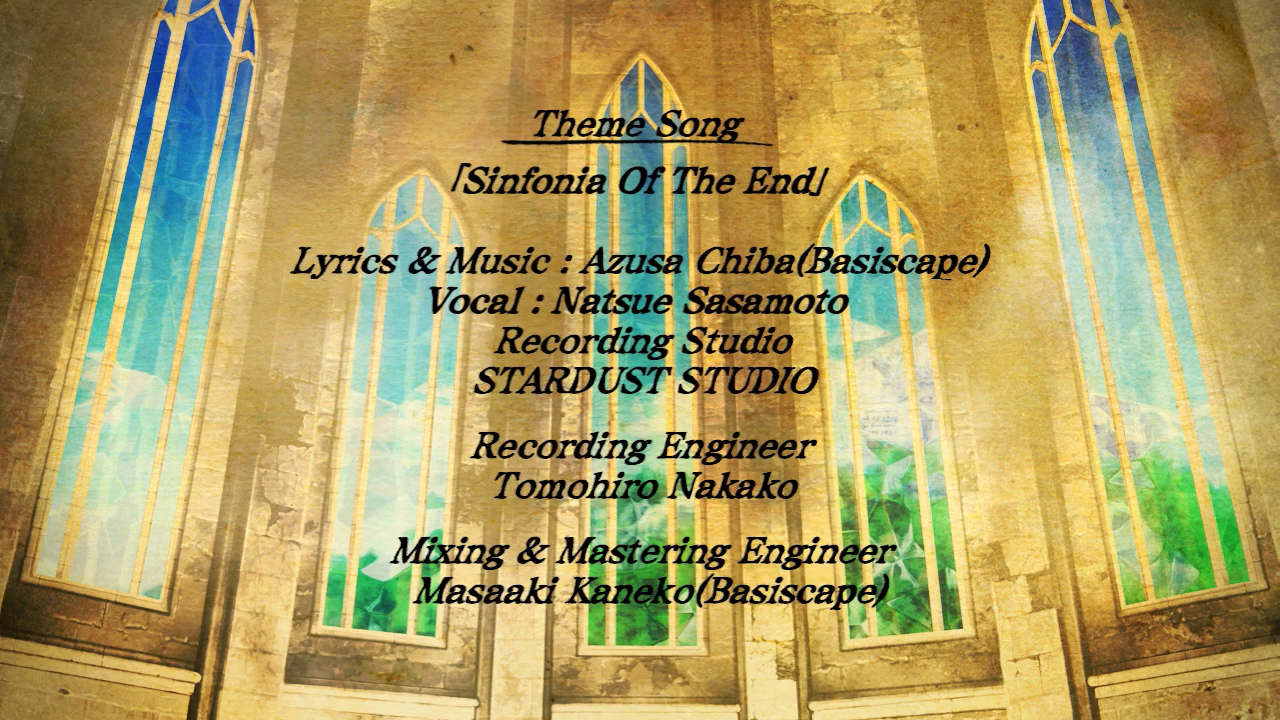 Theme Song
「Sinfonia Of The End」
Lyrics & Music : Azusa Chiba(Basiscape)
Vocal : Natsue Sasamoto
Recording Studio
STARDUST STUDIO
Recording Engineer
Tomohiro Nakako
Mixing & Mastering Engineer
Masaaki Kaneko(Basiscape)